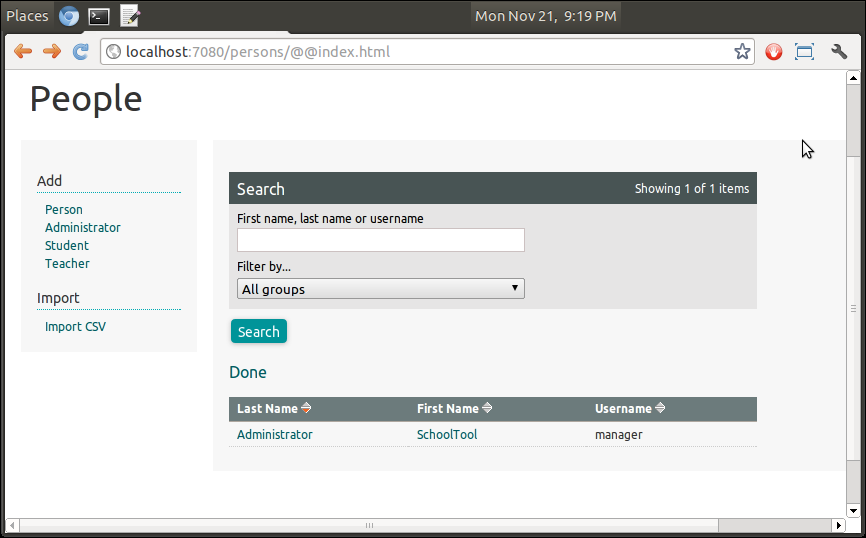 Places
Mon Nov 21, 9:19 PM
localhost:7080/persons/@@index.html
People
Add
Person
Administrator
Student
Teacher
Import
Import CSV
Search Showing 1 of 1 items
First name, last name or username
Filter by...
All groups
Search
Done
Last Name First Name Username
Administrator SchoolTool manager